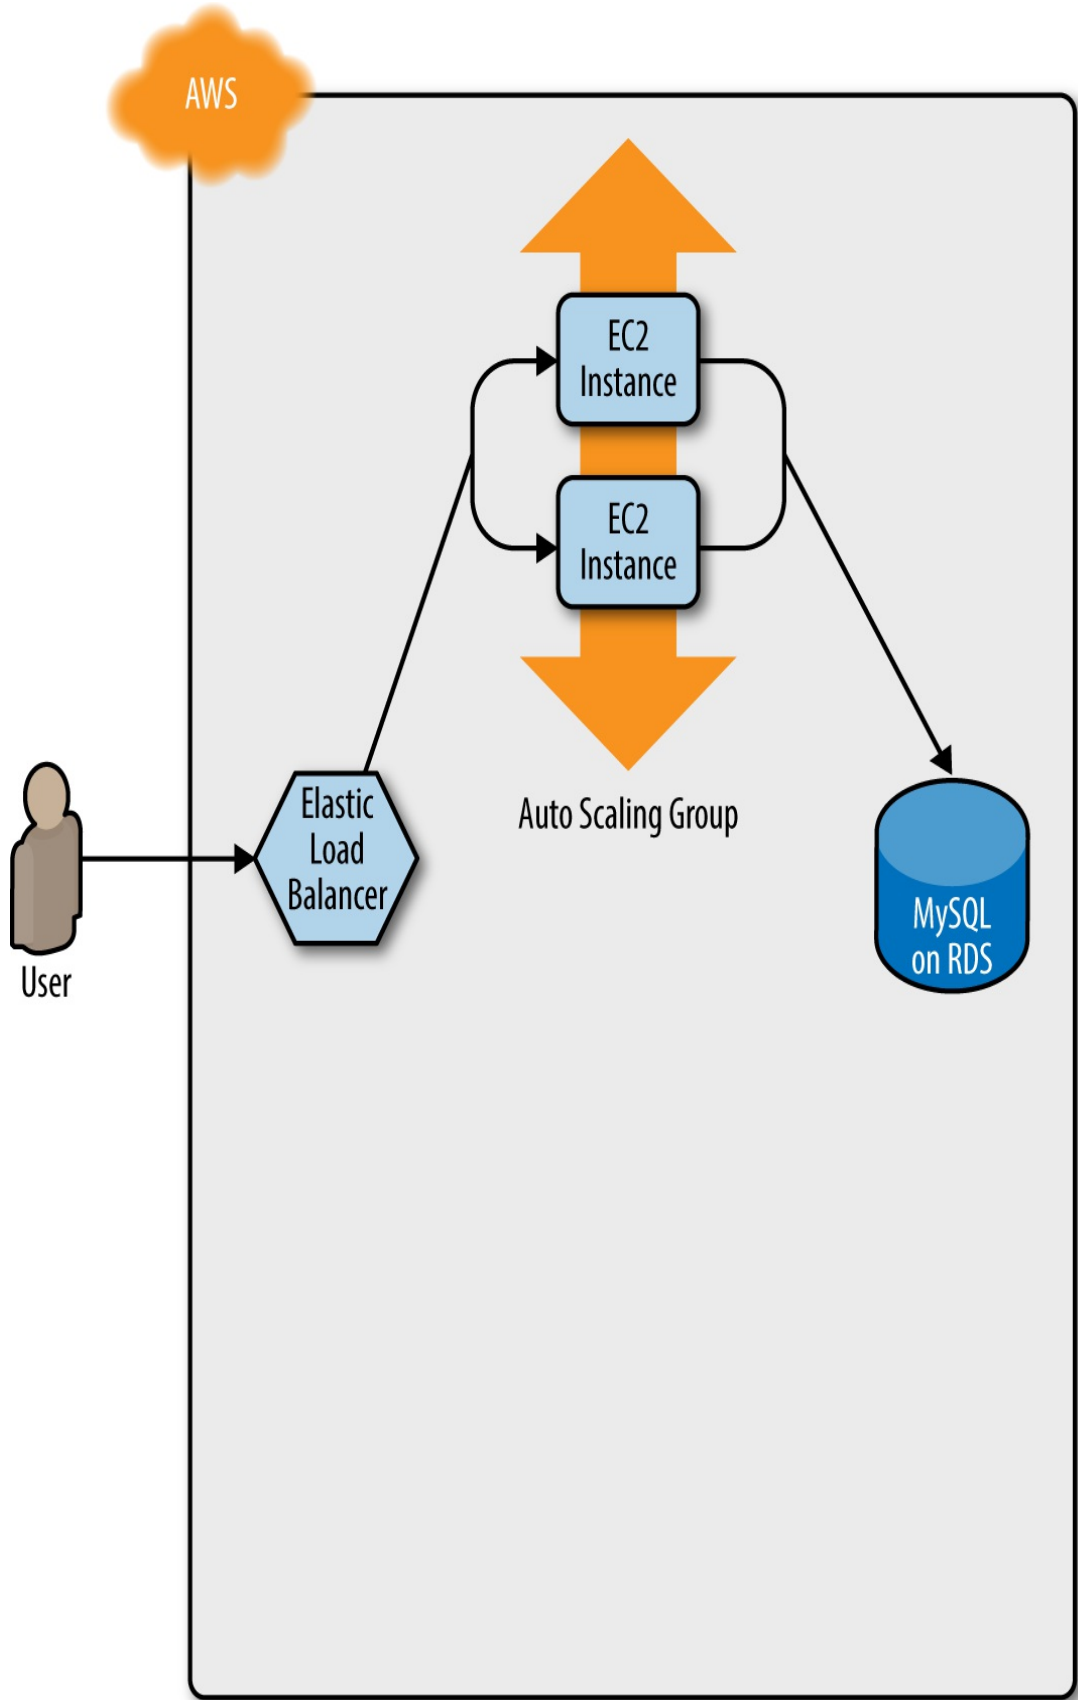 AWS
EC2
Instance
EC2
Instance
Auto Scaling Group
Elastic
Load
Balancer
User
MySQL
on RDS